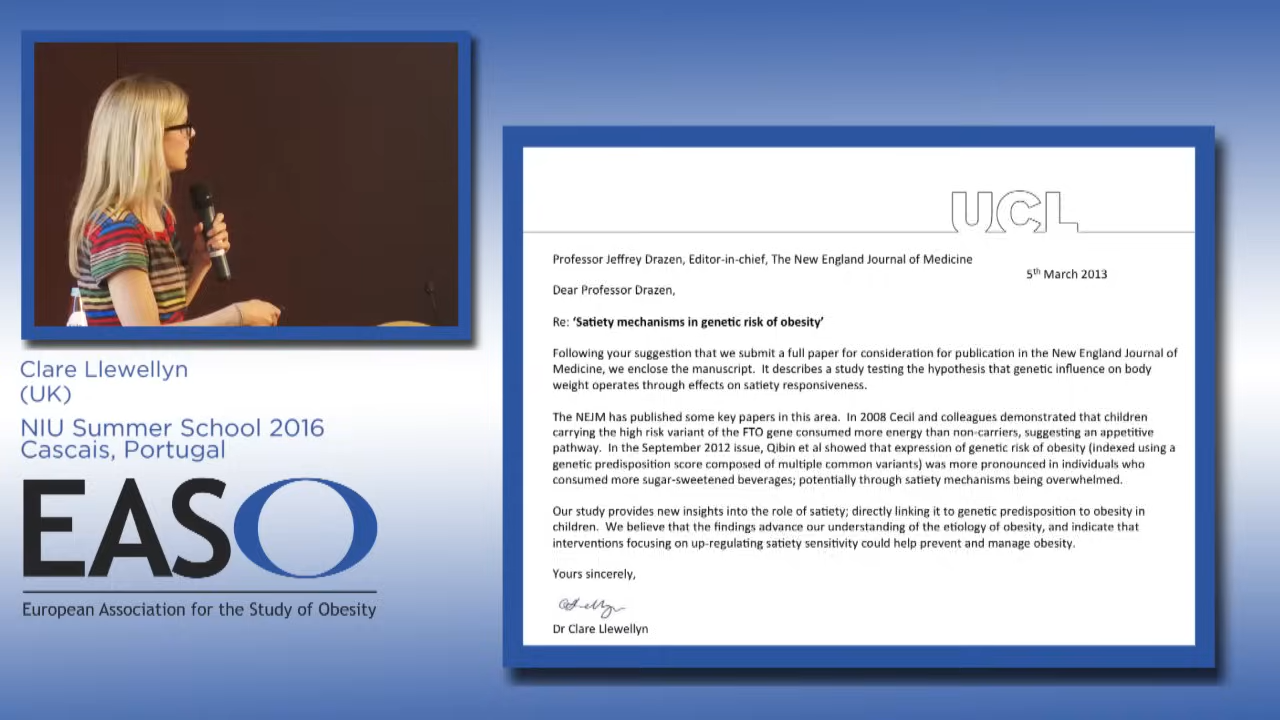 Clare Llewellyn
(UK)
NIU Summer School 2016
Cascais, Portugal
EASO
European Association for the Study of Obesity
UCL
Professor Jeffrey Drazen, Editor-in-chief, The New England Journal of Medicine
5th March 2013
Dear Professor Drazen,
Re: ‘Satiety mechanisms in genetic risk of obesity’
Following your suggestion that we submit a full paper for consideration for publication in the New England Journal of
Medicine, we enclose the manuscript. It describes a study testing the hypothesis that genetic influence on body
weight operates through effects on satiety responsiveness.
The NEJM has published some key papers in this area. In 2008 Cecil and colleagues demonstrated that children
carrying the high risk variant of the FTO gene consumed more energy than non-carriers, suggesting an appetitive
pathway. In the September 2012 issue, Qibin et al showed that expression of genetic risk of obesity (indexed using a
genetic predisposition score composed of multiple common variants) was more pronounced in individuals who
consumed more sugar-sweetened beverages; potentially through satiety mechanisms being overwhelmed.
Our study provides new insights into the role of satiety; directly linking it to genetic predisposition to obesity in
children. We believe that the findings advance our understanding of the etiology of obesity, and indicate that
interventions focusing on up-regulating satiety sensitivity could help prevent and manage obesity.
Yours sincerely,
Dr Clare Llewellyn